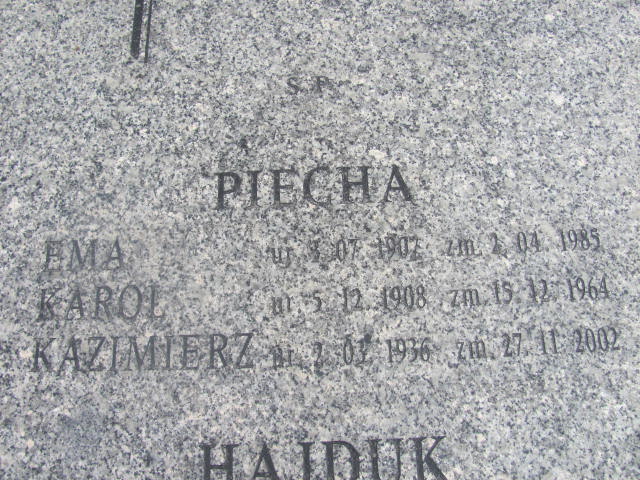 Ś.P.
PIECHA
EMA ur. 3. 07. 1902 zm. 2. 04. 1985
KAROL ur. 5. 12. 1908 zm. 15. 12. 1964
KAZIMIERZ ur. 2. 02. 1936 zm. 27. 11. 2002
HAJDUK